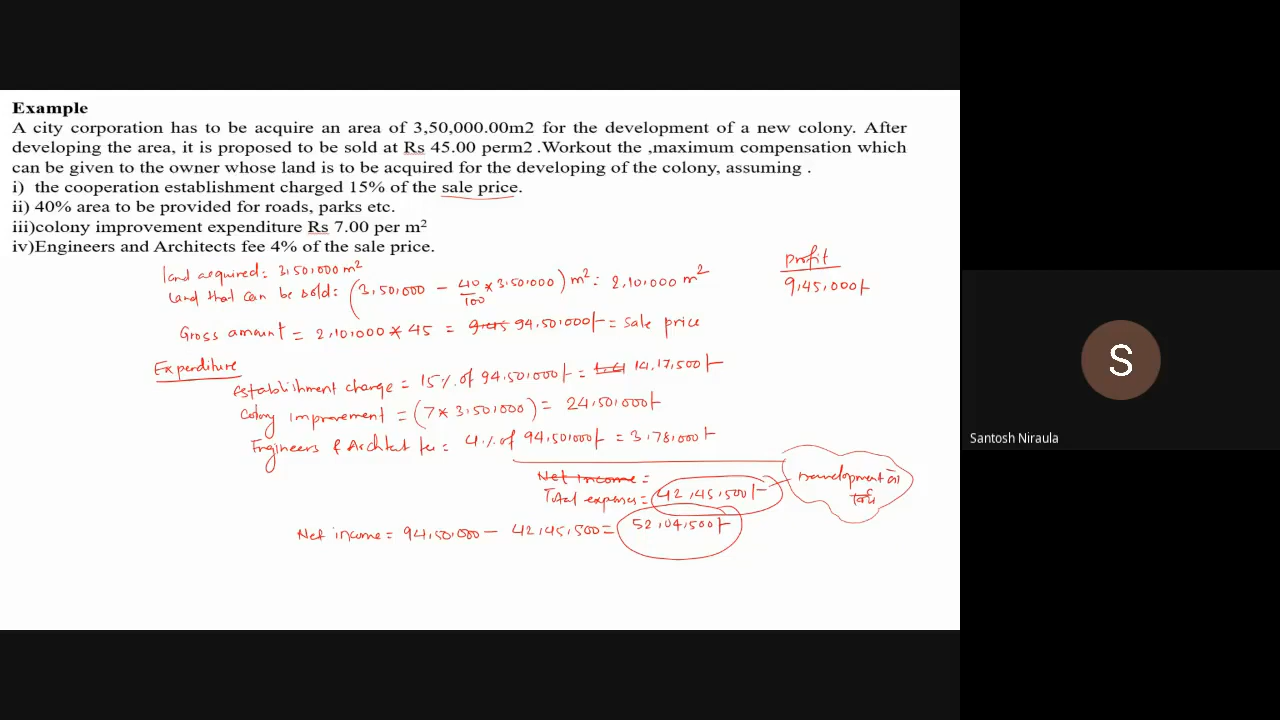 Example
A city corporation has to be acquire an area of 3,50,000.00m2 for the development of a new colony. After
developing the area, it is proposed to be sold at Rs 45.00 perm2 .Workout the ,maximum compensation which
can be given to the owner whose land is to be acquired for the developing of the colony, assuming .
i) the cooperation establishment charged 15% of the sale price.
ii) 40% area to be provided for roads, parks etc.
iii)colony improvement expenditure Rs 7.00 per m²
iv)Engineers and Architects fee 4% of the sale price.
land acquired: 3,50,000 m²
land that can be sold: (3,50,000 - 40/100 * 3,50,000) m² = 2,10,000 m²
Profit
9,45,000/-
Gross amount = 2,10,000 * 45 = 94,50,000/- = sale price
Expenditure
establishment charge = 15% of 94,50,000/- = 14,17,500/-
Colony improvement = (7 * 3,50,000) = 24,50,000/-
Engineers & Architect fee = 4% of 94,50,000/- = 3,78,000/-
Net income =
Total expenses = 42,45,500/-
Development
Net income = 94,50,000 - 42,45,500 = 52,04,500/-
S
Santosh Niraula